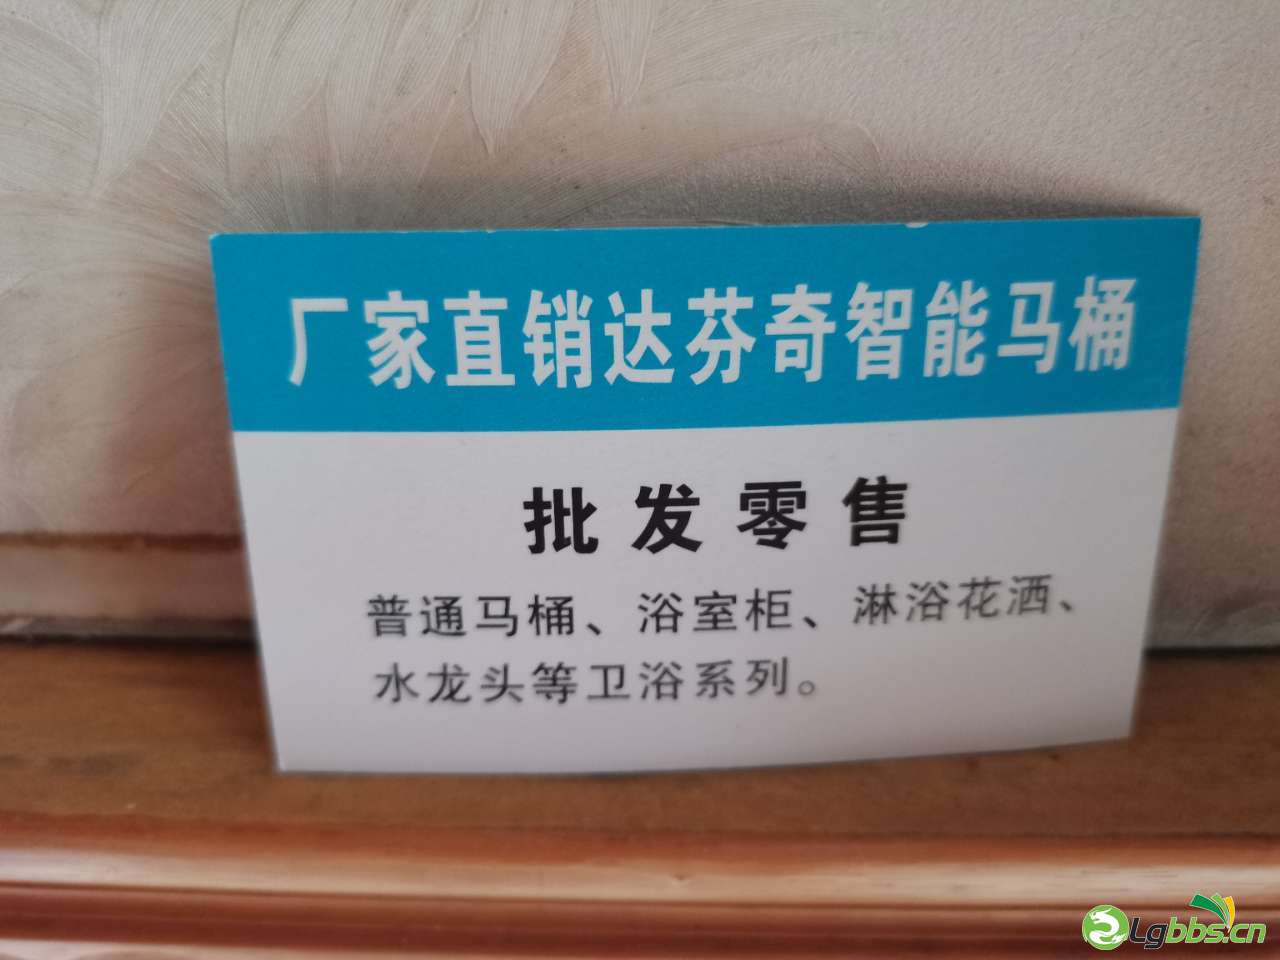 厂家直销达芬奇智能马桶
批发零售
普通马桶、浴室柜、淋浴花洒、
水龙头等卫浴系列。
Lgbbs.cn